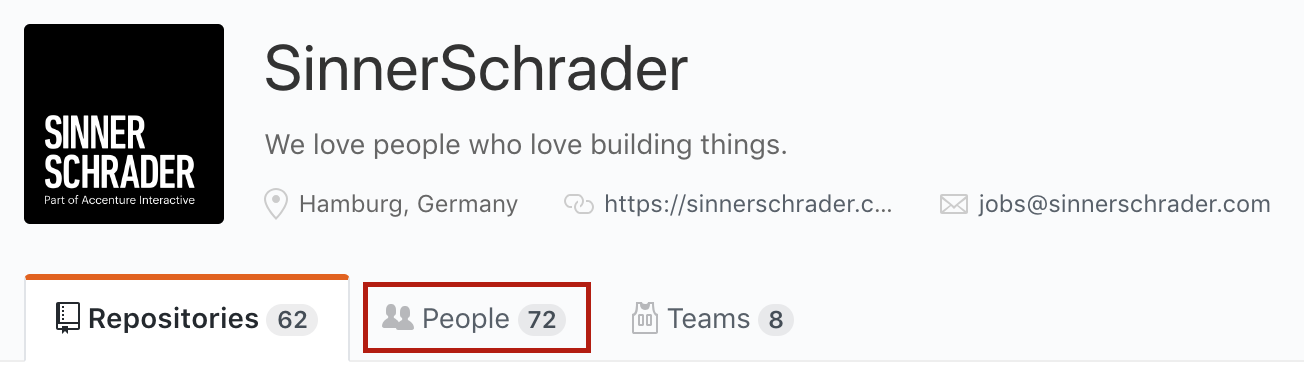 SinnerSchrader
SINNER
SCHRADER
Part of Accenture Interactive
We love people who love building things.
Hamburg, Germany https://sinnerschrader.c... jobs@sinnerschrader.com
Repositories 62 People 72 Teams 8